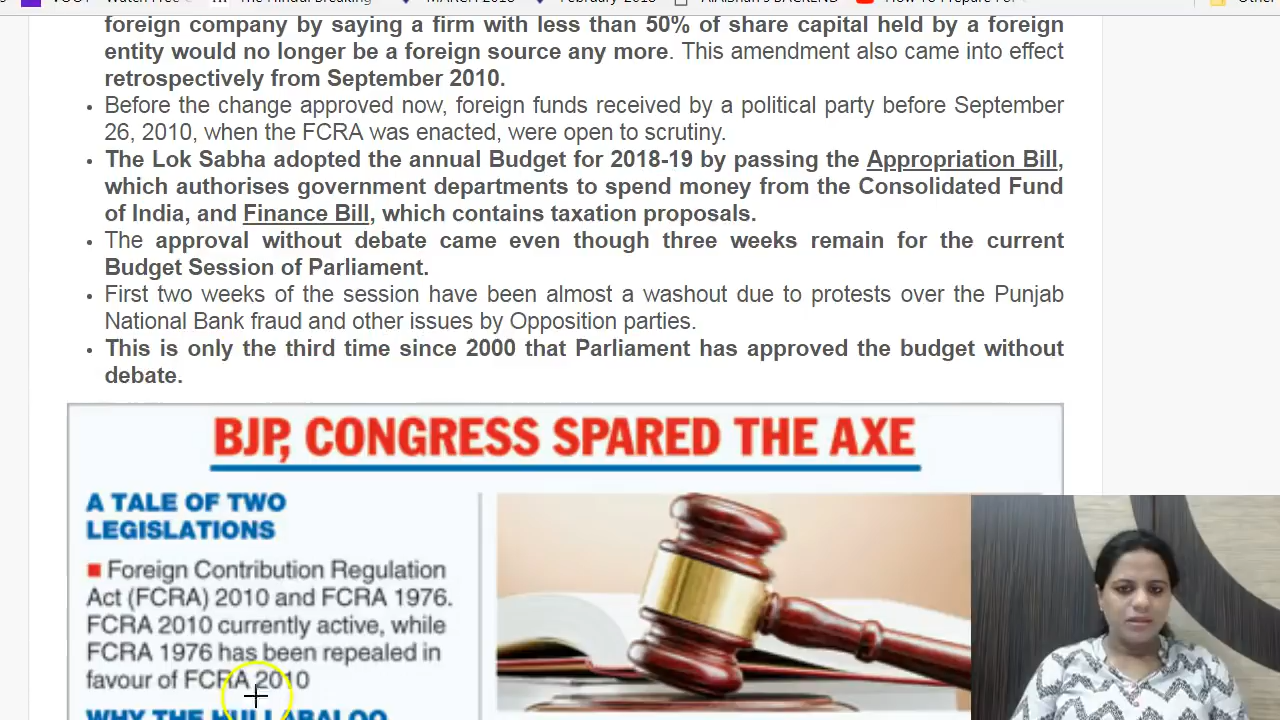 foreign company by saying a firm with less than 50% of share capital held by a foreign
entity would no longer be a foreign source any more. This amendment also came into effect
retrospectively from September 2010.
Before the change approved now, foreign funds received by a political party before September
26, 2010, when the FCRA was enacted, were open to scrutiny.
The Lok Sabha adopted the annual Budget for 2018-19 by passing the Appropriation Bill,
which authorises government departments to spend money from the Consolidated Fund
of India, and Finance Bill, which contains taxation proposals.
The approval without debate came even though three weeks remain for the current
Budget Session of Parliament.
First two weeks of the session have been almost a washout due to protests over the Punjab
National Bank fraud and other issues by Opposition parties.
This is only the third time since 2000 that Parliament has approved the budget without
debate.
BJP, CONGRESS SPARED THE AXE
A TALE OF TWO
LEGISLATIONS
Foreign Contribution Regulation
Act (FCRA) 2010 and FCRA 1976.
FCRA 2010 currently active, while
FCRA 1976 has been repealed in
favour of FCRA 2010
WHY THE HULLABALOO